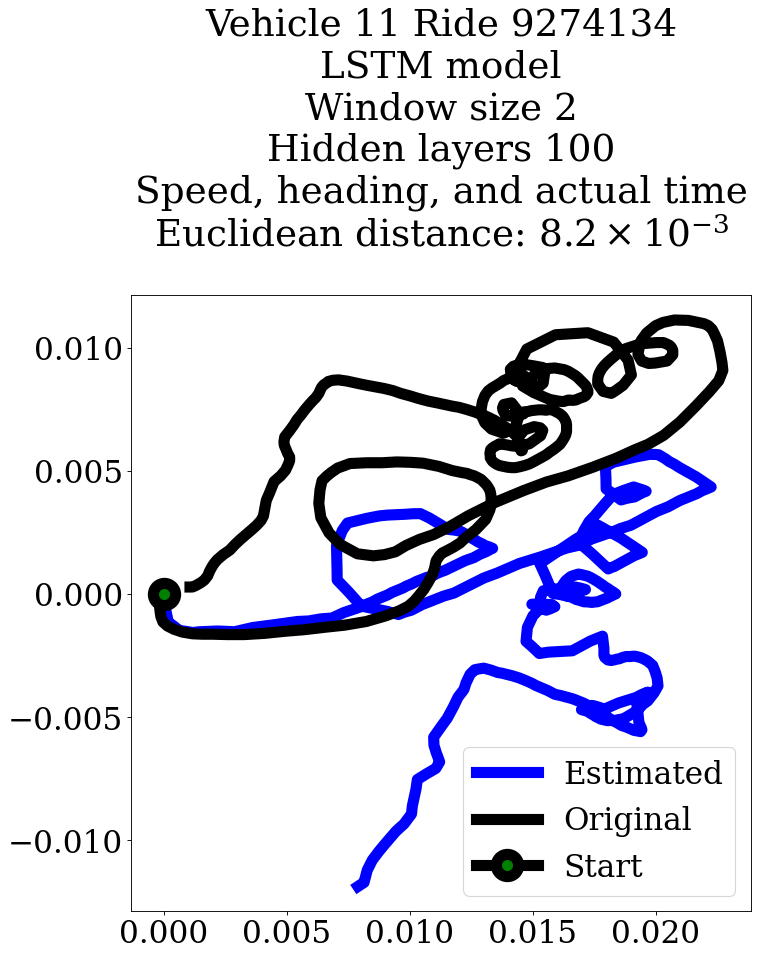 Vehicle 11 Ride 9274134
LSTM model
Window size 2
Hidden layers 100
Speed, heading, and actual time
Euclidean distance: 8.2 × 10⁻³
0.010
0.005
0.000
−0.005
−0.010
Estimated
Original
Start
0.000 0.005 0.010 0.015 0.020